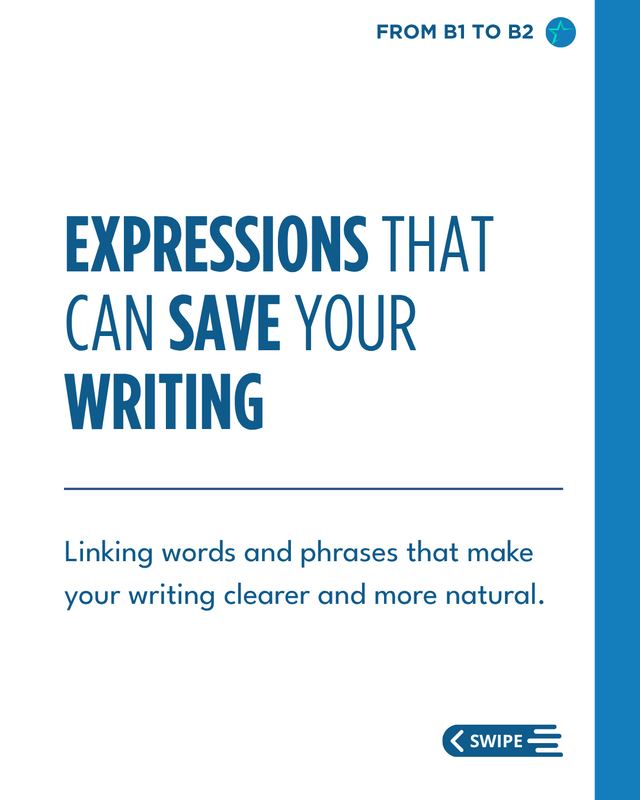 FROM B1 TO B2
EXPRESSIONS THAT
CAN SAVE YOUR
WRITING
Linking words and phrases that make
your writing clearer and more natural.
SWIPE